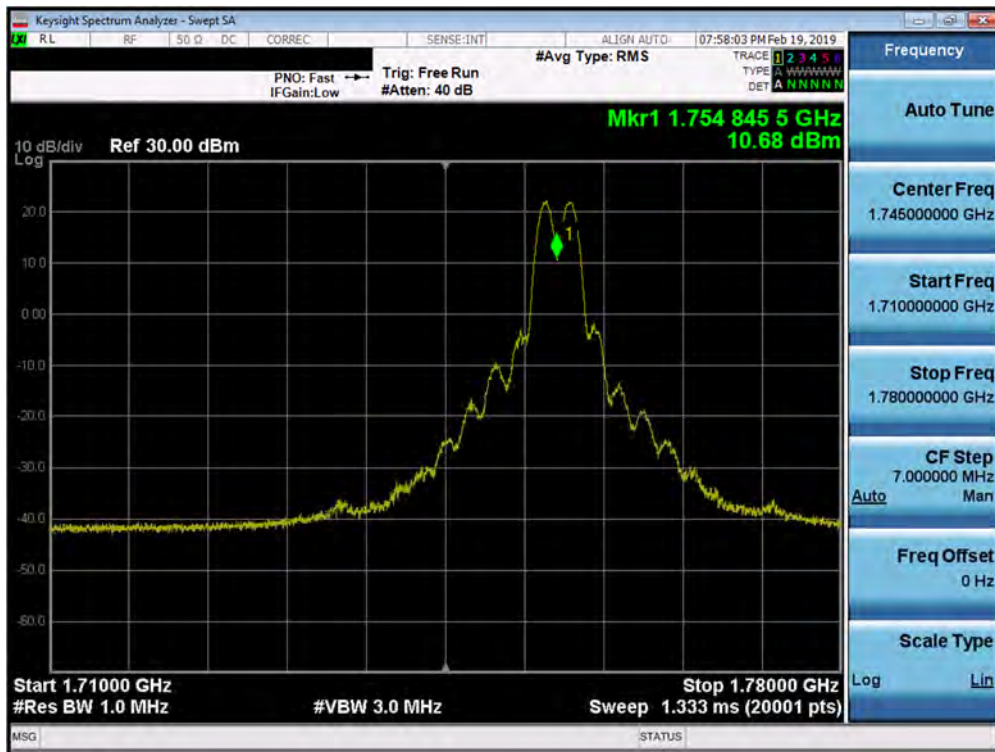 Keysight Spectrum Analyzer - Swept SA
LXI RL RF 50 Ω DC CORREC SENSE:INT ALIGN AUTO 07:58:03 PM Feb 19, 2019
PNO: Fast
IFGain:Low
Trig: Free Run
#Atten: 40 dB
#Avg Type: RMS
TRACE 1 2 3 4 5 6
TYPE A WWWWW
DET A N N N N N
Mkr1 1.754 845 5 GHz
10.68 dBm
10 dB/div Ref 30.00 dBm
Log
20.0
10.0
0.00
-10.0
-20.0
-30.0
-40.0
-50.0
-60.0
1
Start 1.71000 GHz Stop 1.78000 GHz
#Res BW 1.0 MHz #VBW 3.0 MHz Sweep 1.333 ms (20001 pts)
MSG STATUS
Frequency
Auto Tune
Center Freq
1.745000000 GHz
Start Freq
1.710000000 GHz
Stop Freq
1.780000000 GHz
CF Step
7.000000 MHz
Auto Man
Freq Offset
0 Hz
Scale Type
Log Lin